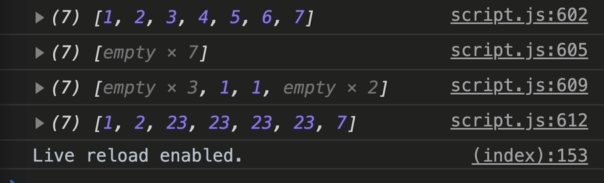 ▶ (7) [1, 2, 3, 4, 5, 6, 7] script.js:602
▶ (7) [empty × 7] script.js:605
▶ (7) [empty × 3, 1, 1, empty × 2] script.js:609
▶ (7) [1, 2, 23, 23, 23, 23, 7] script.js:612
Live reload enabled. (index):153